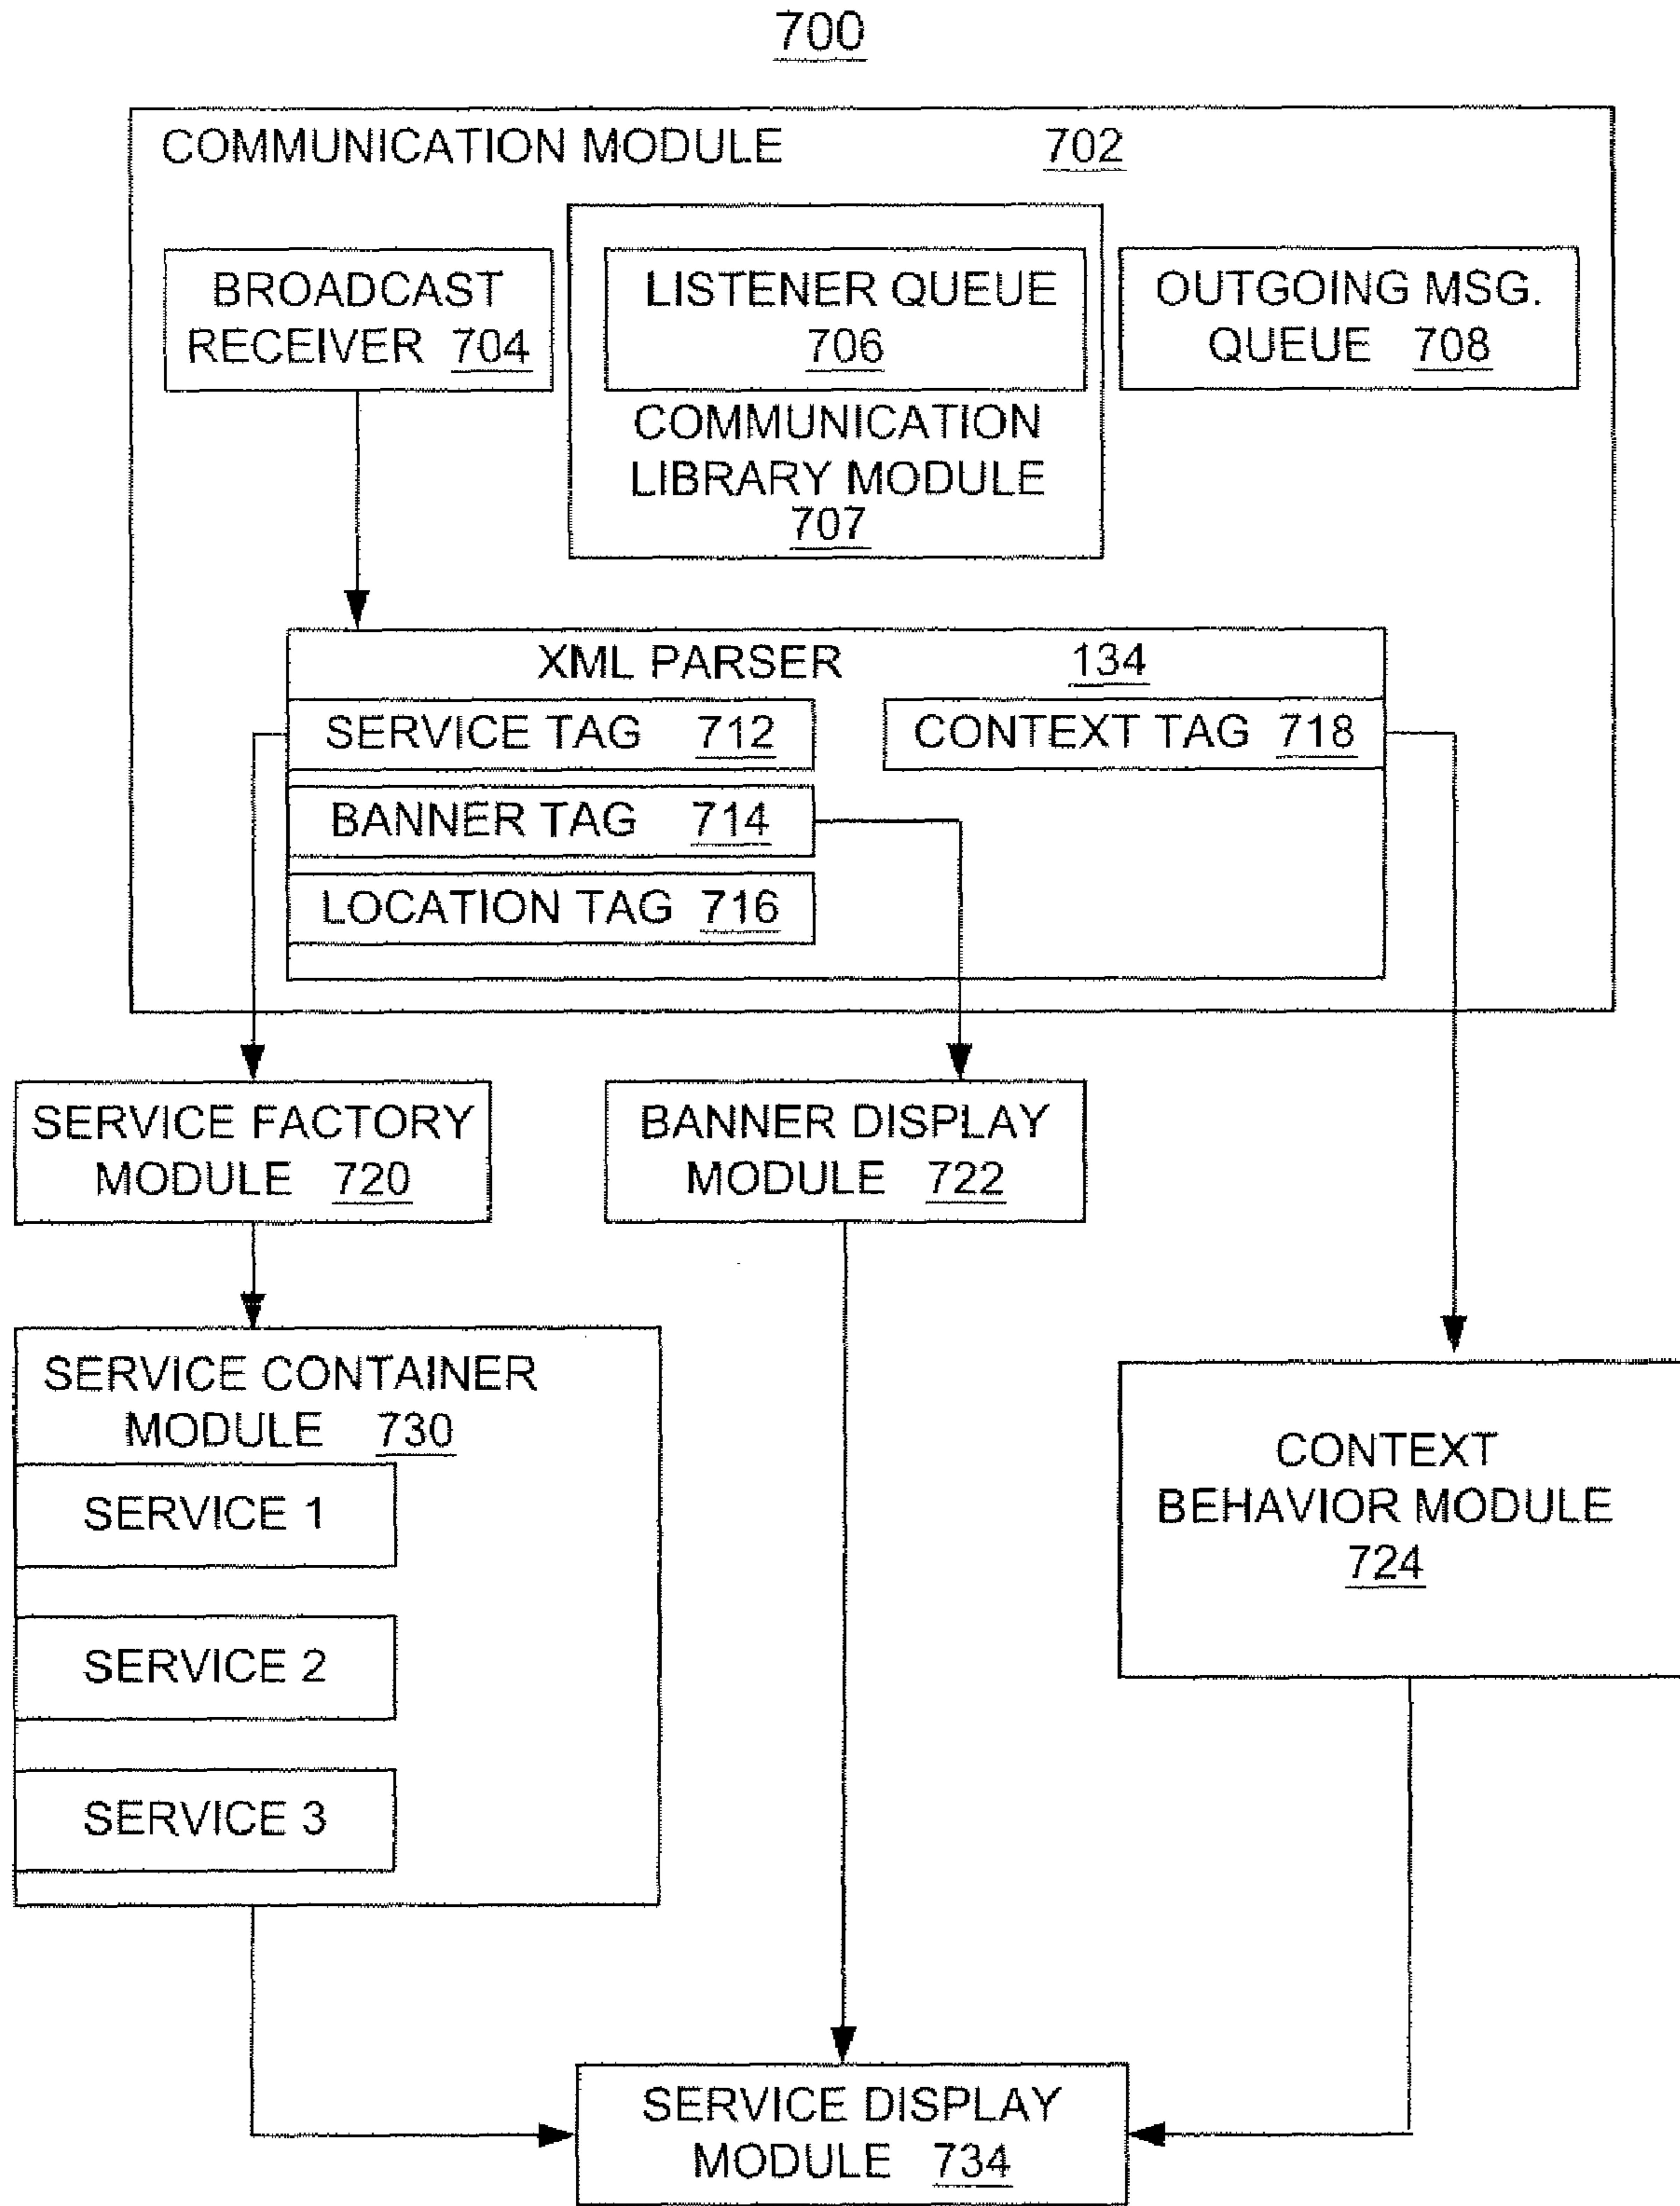 700
COMMUNICATION MODULE 702
BROADCAST
RECEIVER 704
LISTENER QUEUE
706
COMMUNICATION
LIBRARY MODULE
707
OUTGOING MSG.
QUEUE 708
XML PARSER 134
SERVICE TAG 712
CONTEXT TAG 718
BANNER TAG 714
LOCATION TAG 716
SERVICE FACTORY
MODULE 720
BANNER DISPLAY
MODULE 722
SERVICE CONTAINER
MODULE 730
SERVICE 1
SERVICE 2
SERVICE 3
CONTEXT
BEHAVIOR MODULE
724
SERVICE DISPLAY
MODULE 734